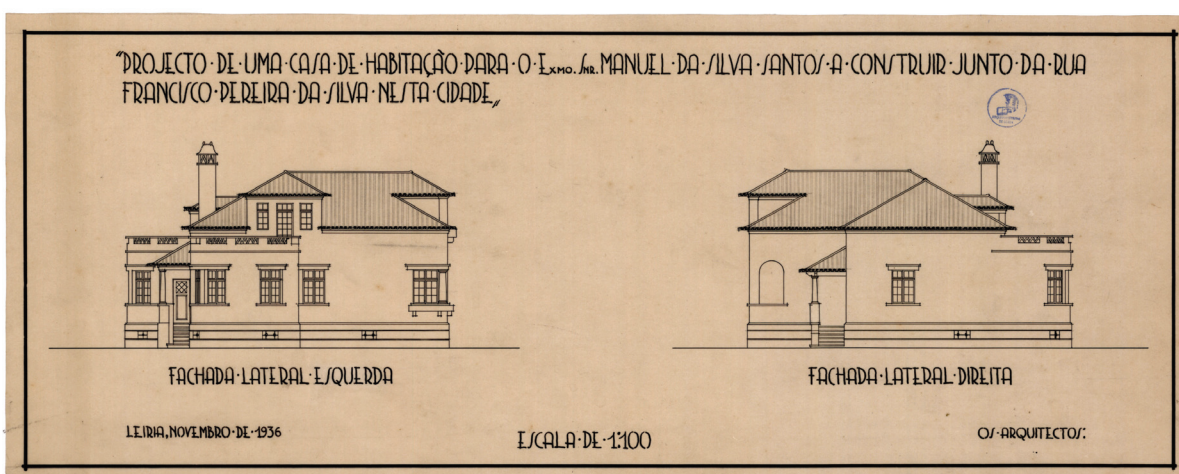 "PROJECTO·DE·UMA·CASA·DE·HABITAÇÃO·PARA·O·EXMO. SNR. MANUEL·DA·SILVA·SANTOS·A·CONSTRUIR·JUNTO·DA·RUA
FRANCISCO·PEREIRA·DA·SILVA·NESTA·CIDADE„
FACHADA·LATERAL·ESQUERDA
FACHADA·LATERAL·DIREITA
LEIRIA, NOVEMBRO·DE·1936
ESCALA·DE·1:100
OS·ARQUITECTOS: